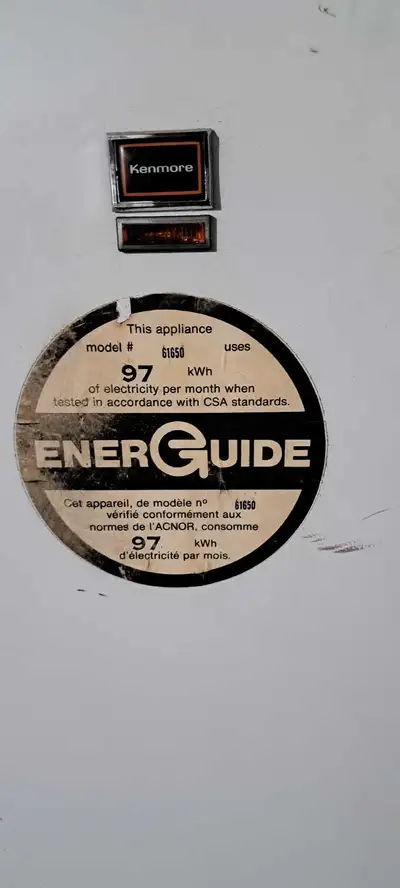 Kenmore
This appliance
model # 61650 uses
97 kWh
of electricity per month when
tested in accordance with CSA standards.
ENERGUIDE
Cet appareil, de modèle nº 61650
vérifié conformément aux
normes de l'ACNOR, consomme
97 kWh
d'électricité par mois.